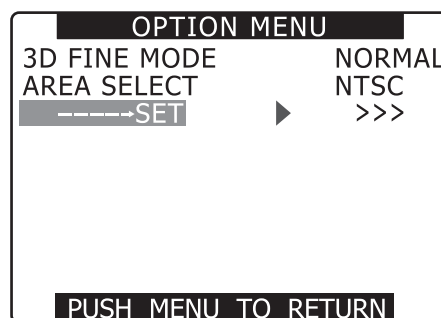 OPTION MENU
3D FINE MODE NORMAL
AREA SELECT NTSC
----→SET ▶ >>>
PUSH MENU TO RETURN